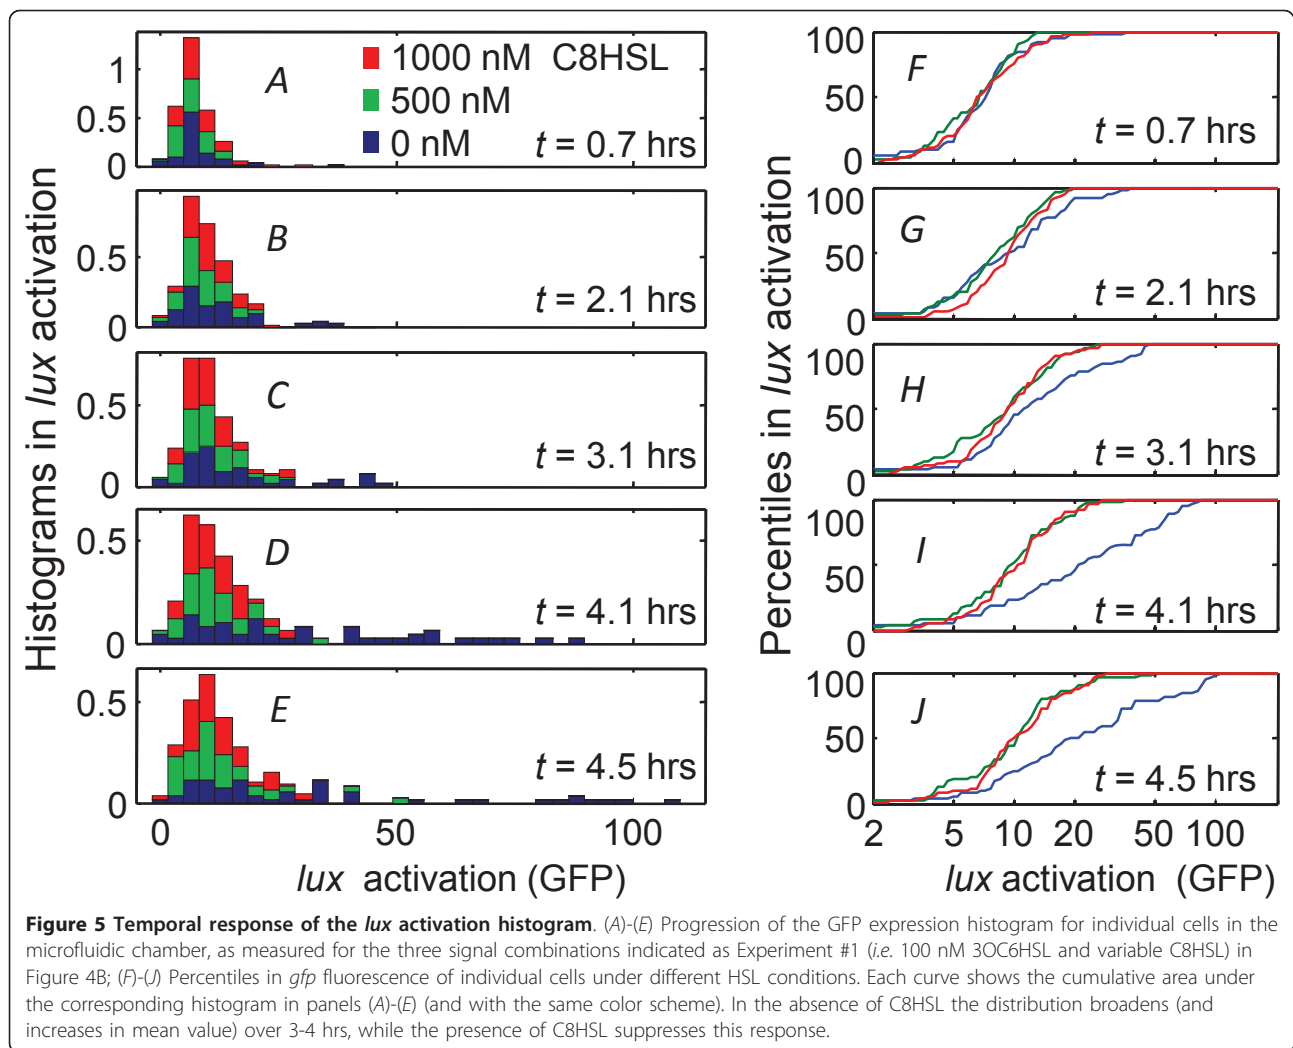 Histograms in lux activation
1000 nM C8HSL
500 nM
0 nM
A
t = 0.7 hrs
1
0.5
0
B
t = 2.1 hrs
0.5
0
C
t = 3.1 hrs
0.5
0
D
t = 4.1 hrs
0.5
0
E
t = 4.5 hrs
0.5
0
0 50 100
lux activation (GFP)
Percentiles in lux activation
100
50
0
F
t = 0.7 hrs
100
50
0
G
t = 2.1 hrs
100
50
0
H
t = 3.1 hrs
100
50
0
I
t = 4.1 hrs
100
50
0
J
t = 4.5 hrs
2 5 10 20 50 100
lux activation (GFP)
Figure 5 Temporal response of the lux activation histogram. (A)-(E) Progression of the GFP expression histogram for individual cells in the
microfluidic chamber, as measured for the three signal combinations indicated as Experiment #1 (i.e. 100 nM 3OC6HSL and variable C8HSL) in
Figure 4B; (F)-(J) Percentiles in gfp fluorescence of individual cells under different HSL conditions. Each curve shows the cumulative area under
the corresponding histogram in panels (A)-(E) (and with the same color scheme). In the absence of C8HSL the distribution broadens (and
increases in mean value) over 3-4 hrs, while the presence of C8HSL suppresses this response.